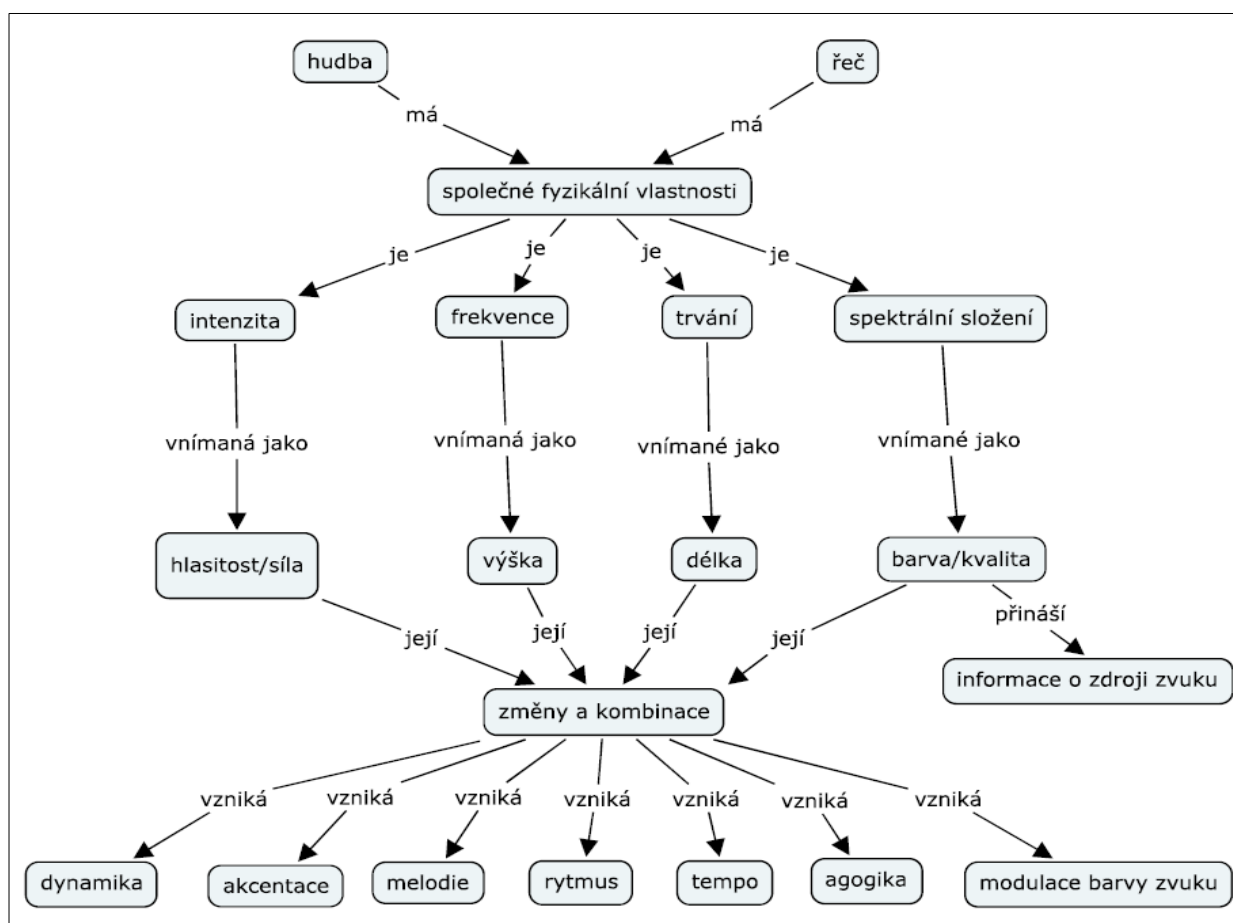 hudba
řeč
má
má
společné fyzikální vlastnosti
je
je
je
je
intenzita
frekvence
trvání
spektrální složení
vnímaná jako
vnímaná jako
vnímané jako
vnímané jako
hlasitost/síla
výška
délka
barva/kvalita
přináší
její
její
její
její
informace o zdroji zvuku
změny a kombinace
vzniká
vzniká
vzniká
vzniká
vzniká
vzniká
vzniká
dynamika
akcentace
melodie
rytmus
tempo
agogika
modulace barvy zvuku